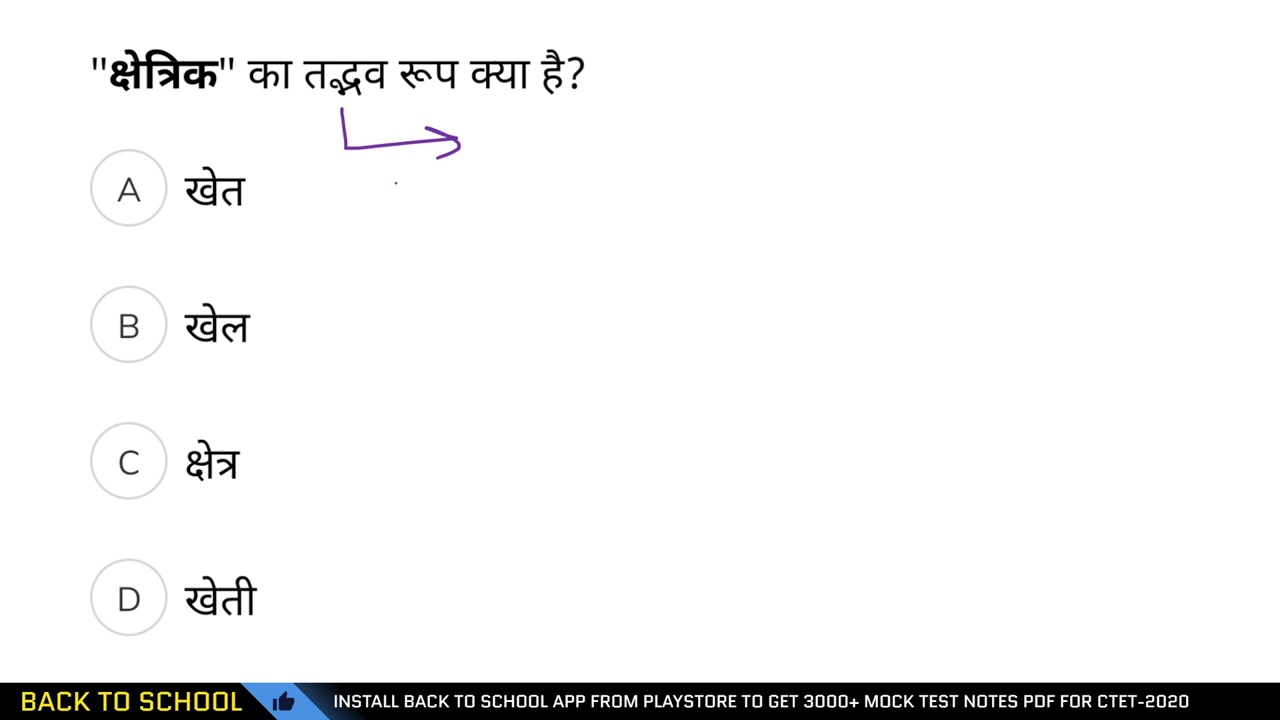 "क्षेत्रिक" का तद्भव रूप क्या है?
A खेत
B खेल
C क्षेत्र
D खेती
BACK TO SCHOOL INSTALL BACK TO SCHOOL APP FROM PLAYSTORE TO GET 3000+ MOCK TEST NOTES PDF FOR CTET-2020